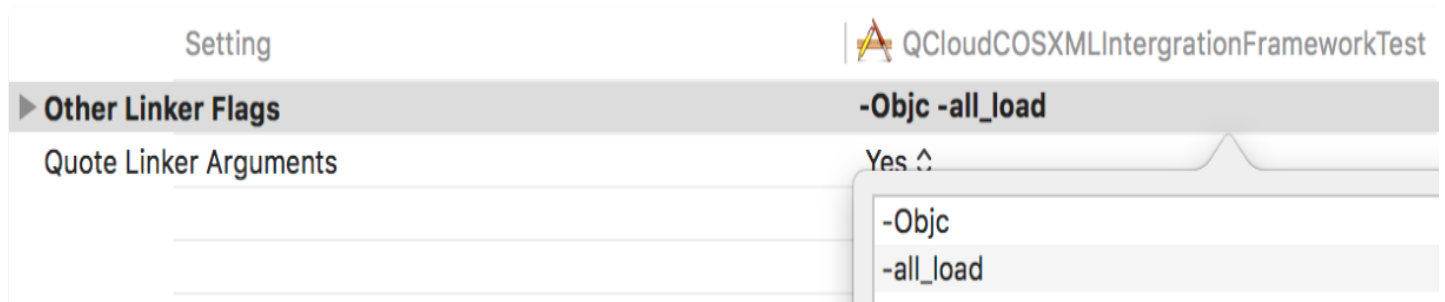 Setting QCloudCOSXMLIntergrationFrameworkTest
Other Linker Flags -Objc -all_load
Quote Linker Arguments Yes
-Objc
-all_load